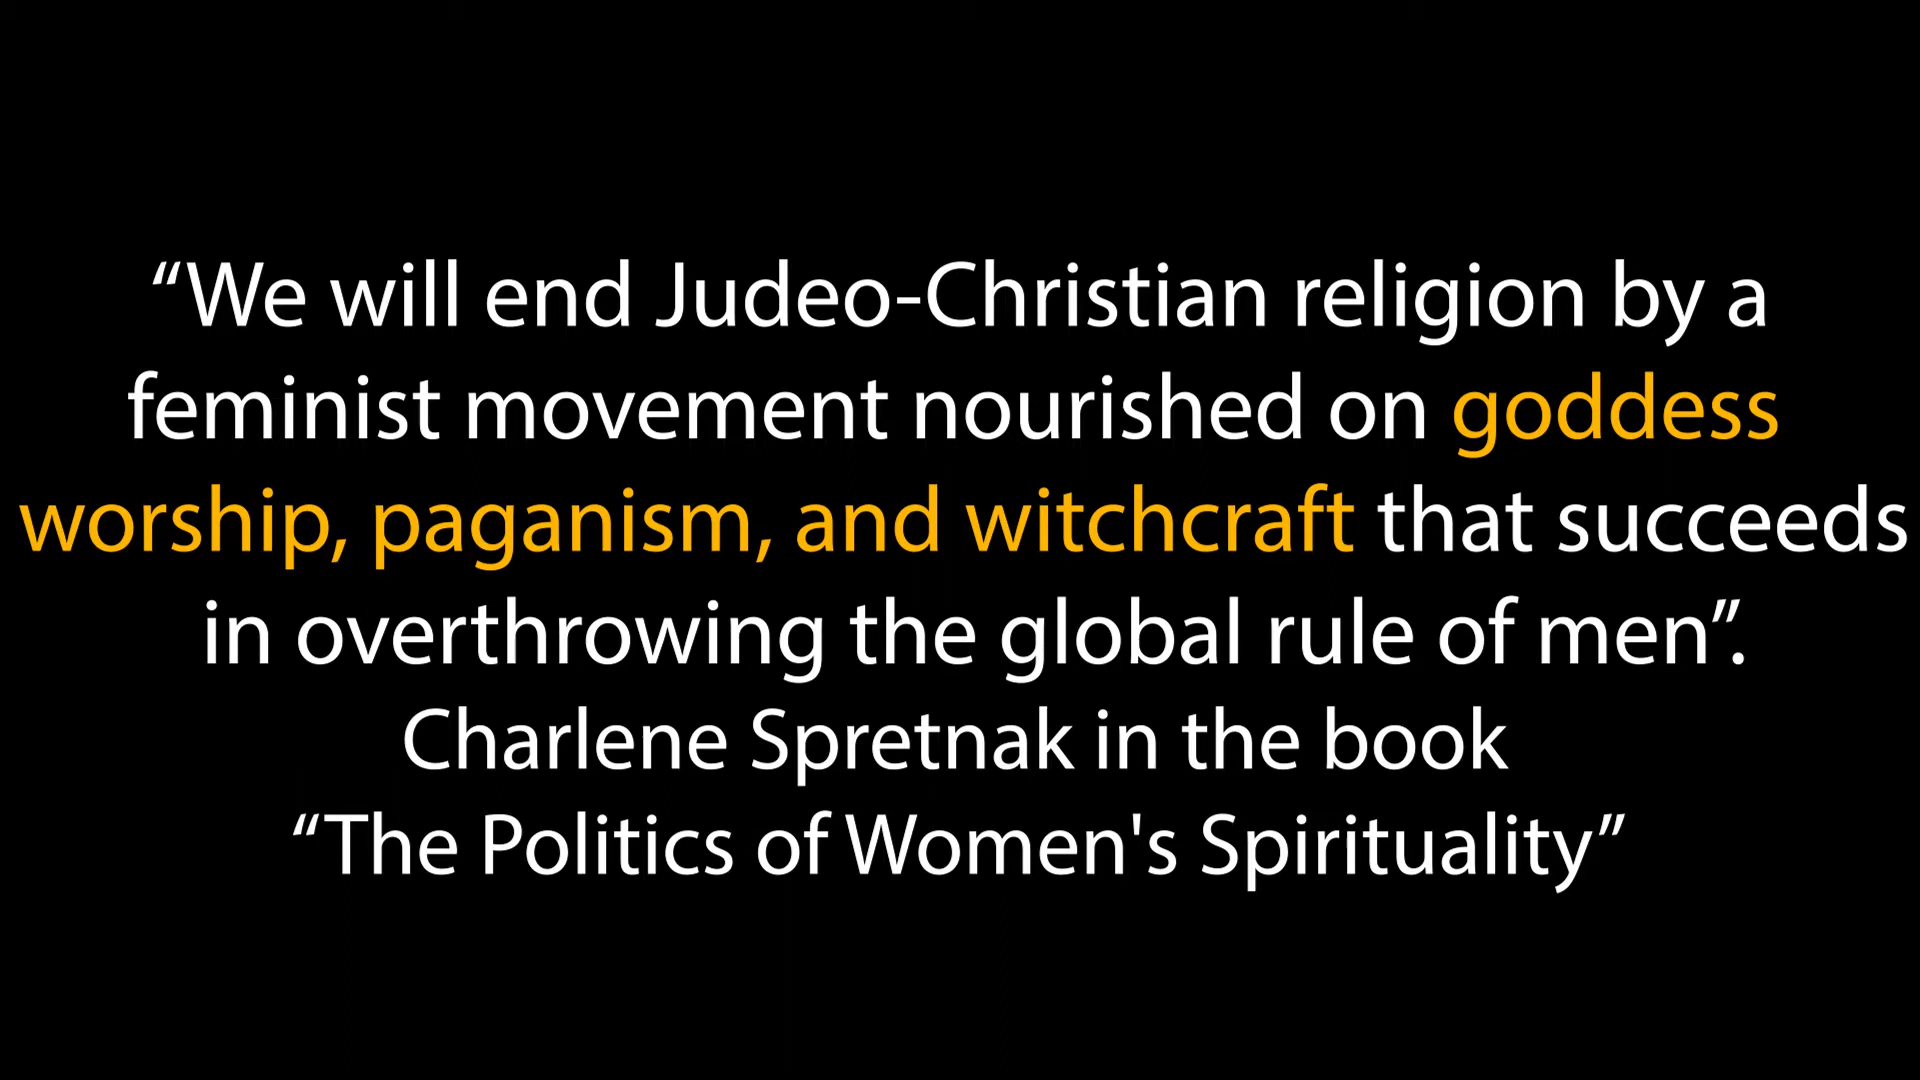 “We will end Judeo-Christian religion by a
feminist movement nourished on goddess
worship, paganism, and witchcraft that succeeds
in overthrowing the global rule of men”.
Charlene Spretnak in the book
“The Politics of Women's Spirituality”